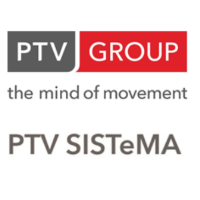 PTV GROUP
the mind of movement
PTV SISTeMA